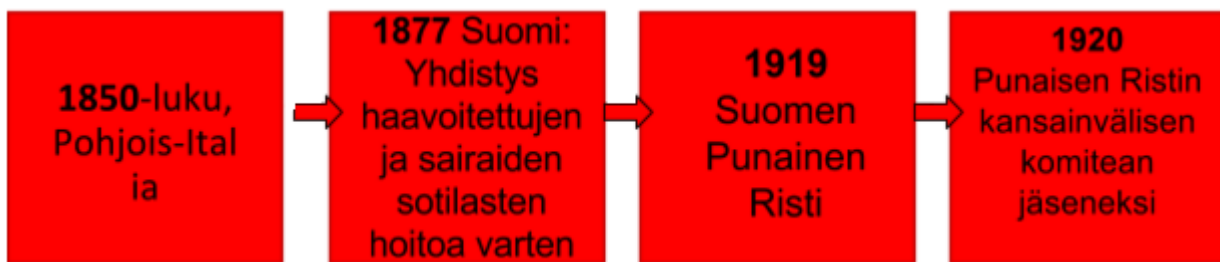 1850-luku,
Pohjois-Ital
ia
1877 Suomi:
Yhdistys
haavoitettujen
ja sairaiden
sotilasten
hoitoa varten
1919
Suomen
Punainen
Risti
1920
Punaisen Ristin
kansainvälisen
komitean
jäseneksi